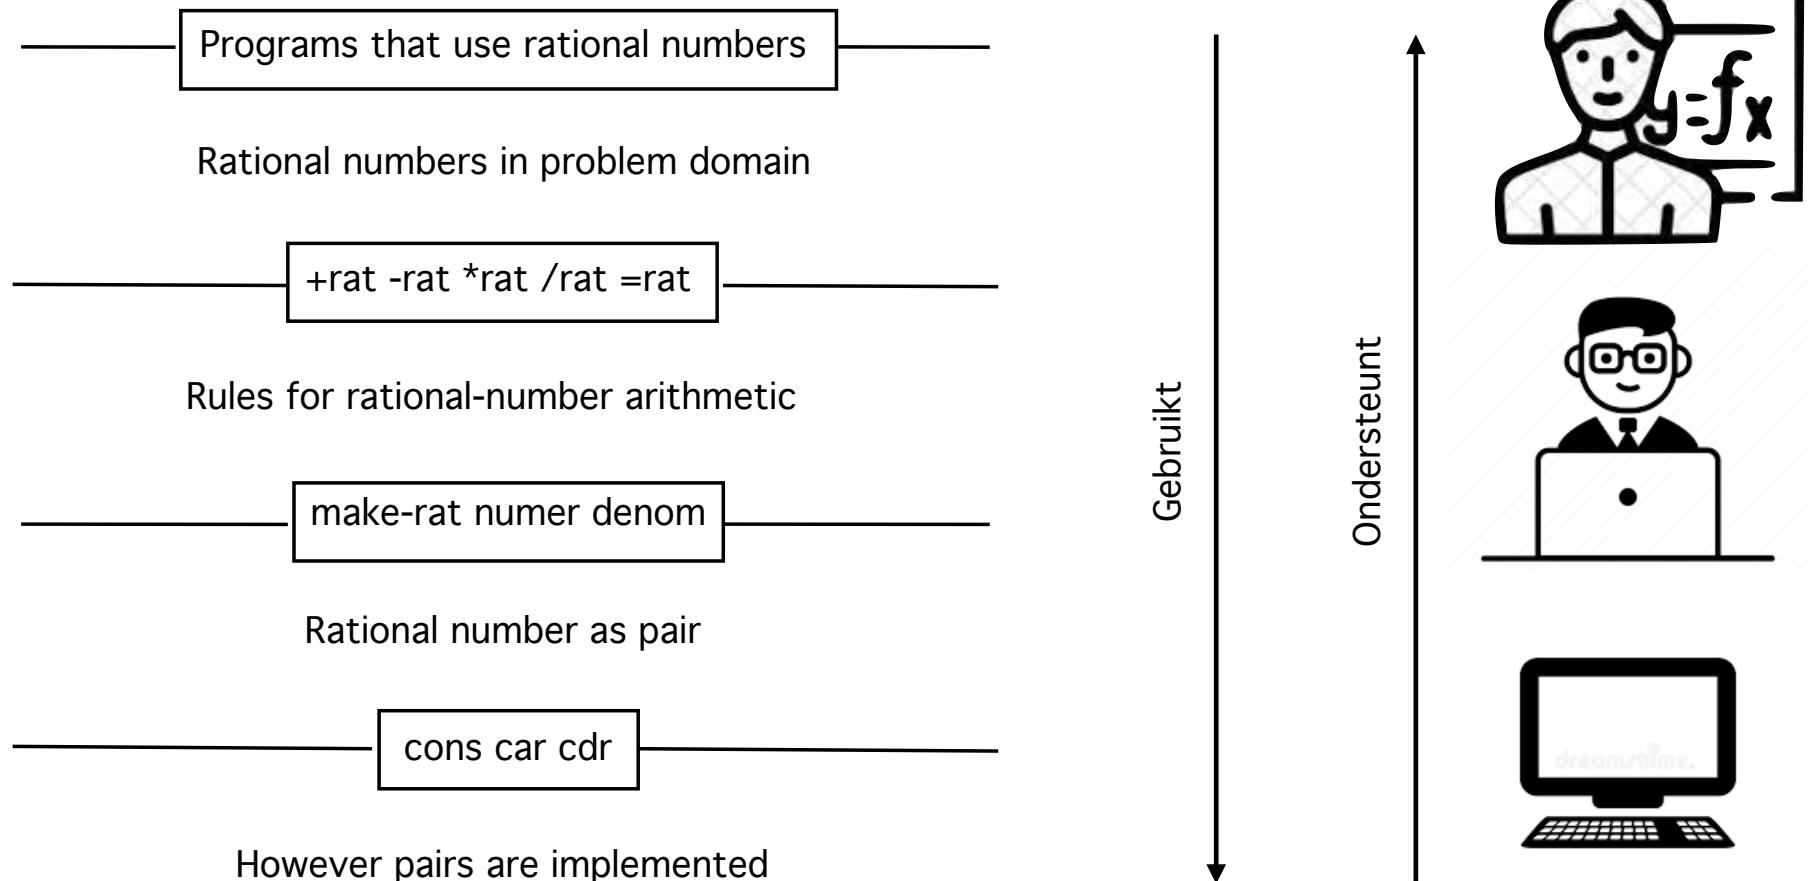 Programs that use rational numbers
Rational numbers in problem domain
+rat -rat *rat /rat =rat
Rules for rational-number arithmetic
make-rat numer denom
Rational number as pair
cons car cdr
However pairs are implemented
Gebruikt
Ondersteunt
y=fx
dreamstime.